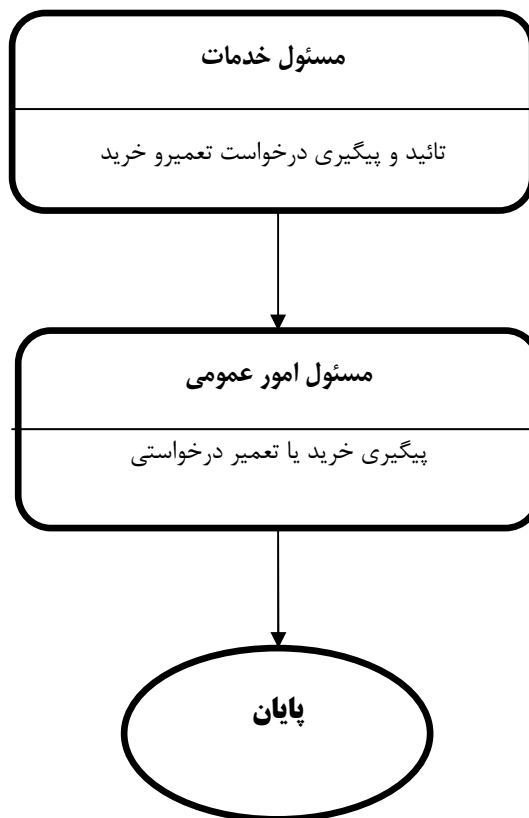 مسئول خدمات
تائید و پیگیری درخواست تعمیرو خرید
مسئول امور عمومی
پیگیری خرید یا تعمیر درخواستی
پایان